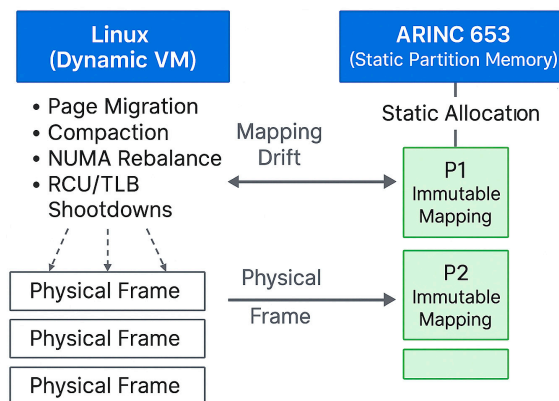 Linux
(Dynamic VM)
• Page Migration
• Compaction
• NUMA Rebalance
• RCU/TLB
Shootdowns
Physical Frame
Physical Frame
Physical Frame
Mapping
Drift
Physical
Frame
ARINC 653
(Static Partition Memory)
Static Allocation
P1
Immutable
Mapping
P2
Immutable
Mapping